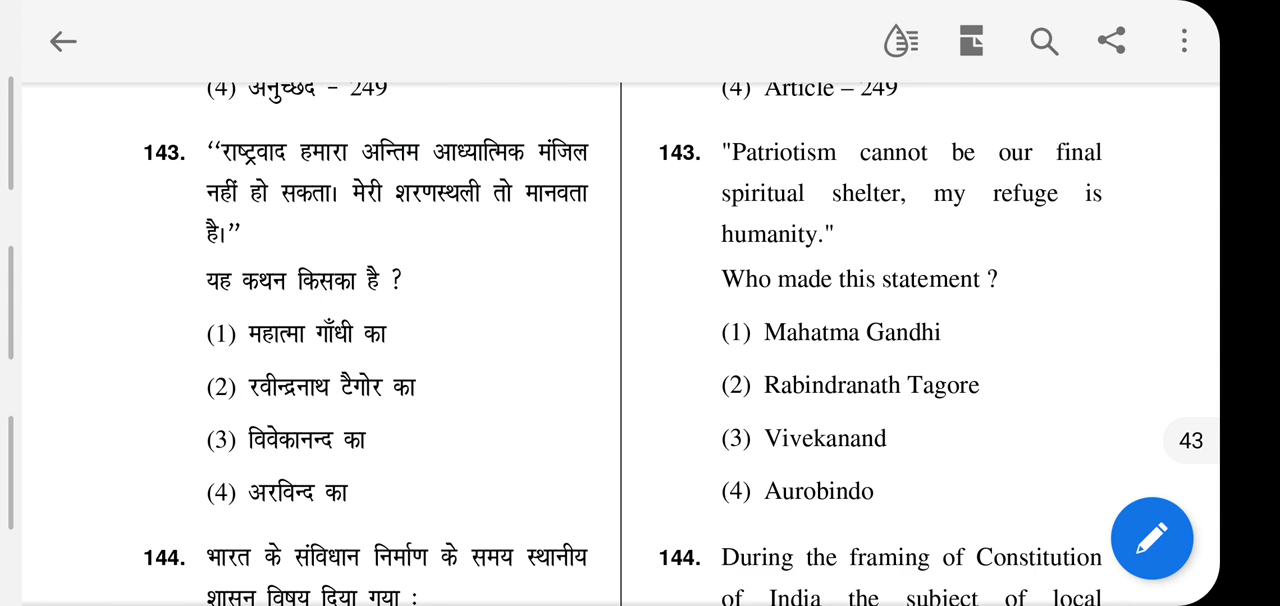 (4) अनुच्छेद - 249
143. ‘‘राष्ट्रवाद हमारा अन्तिम आध्यात्मिक मंजिल
नहीं हो सकता। मेरी शरणस्थली तो मानवता
है।’’
यह कथन किसका है ?
(1) महात्मा गाँधी का
(2) रवीन्द्रनाथ टैगोर का
(3) विवेकानन्द का
(4) अरविन्द का
144. भारत के संविधान निर्माण के समय स्थानीय
शासन विषय दिया गया :
(4) Article – 249
143. "Patriotism cannot be our final
spiritual shelter, my refuge is
humanity."
Who made this statement ?
(1) Mahatma Gandhi
(2) Rabindranath Tagore
(3) Vivekanand
(4) Aurobindo
144. During the framing of Constitution
of India the subject of local
43